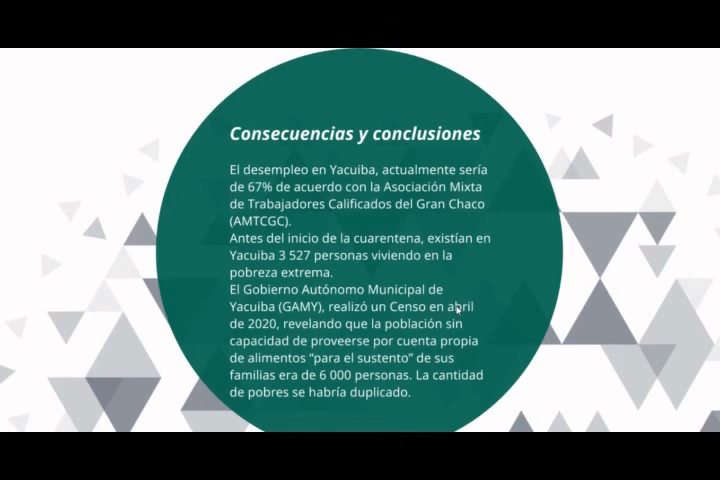 Consecuencias y conclusiones
El desempleo en Yacuiba, actualmente sería
de 67% de acuerdo con la Asociación Mixta
de Trabajadores Calificados del Gran Chaco
(AMTCGC).
Antes del inicio de la cuarentena, existían en
Yacuiba 3 527 personas viviendo en la
pobreza extrema.
El Gobierno Autónomo Municipal de
Yacuiba (GAMY), realizó un Censo en abril
de 2020, revelando que la población sin
capacidad de proveerse por cuenta propia
de alimentos “para el sustento” de sus
familias era de 6 000 personas. La cantidad
de pobres se habría duplicado.